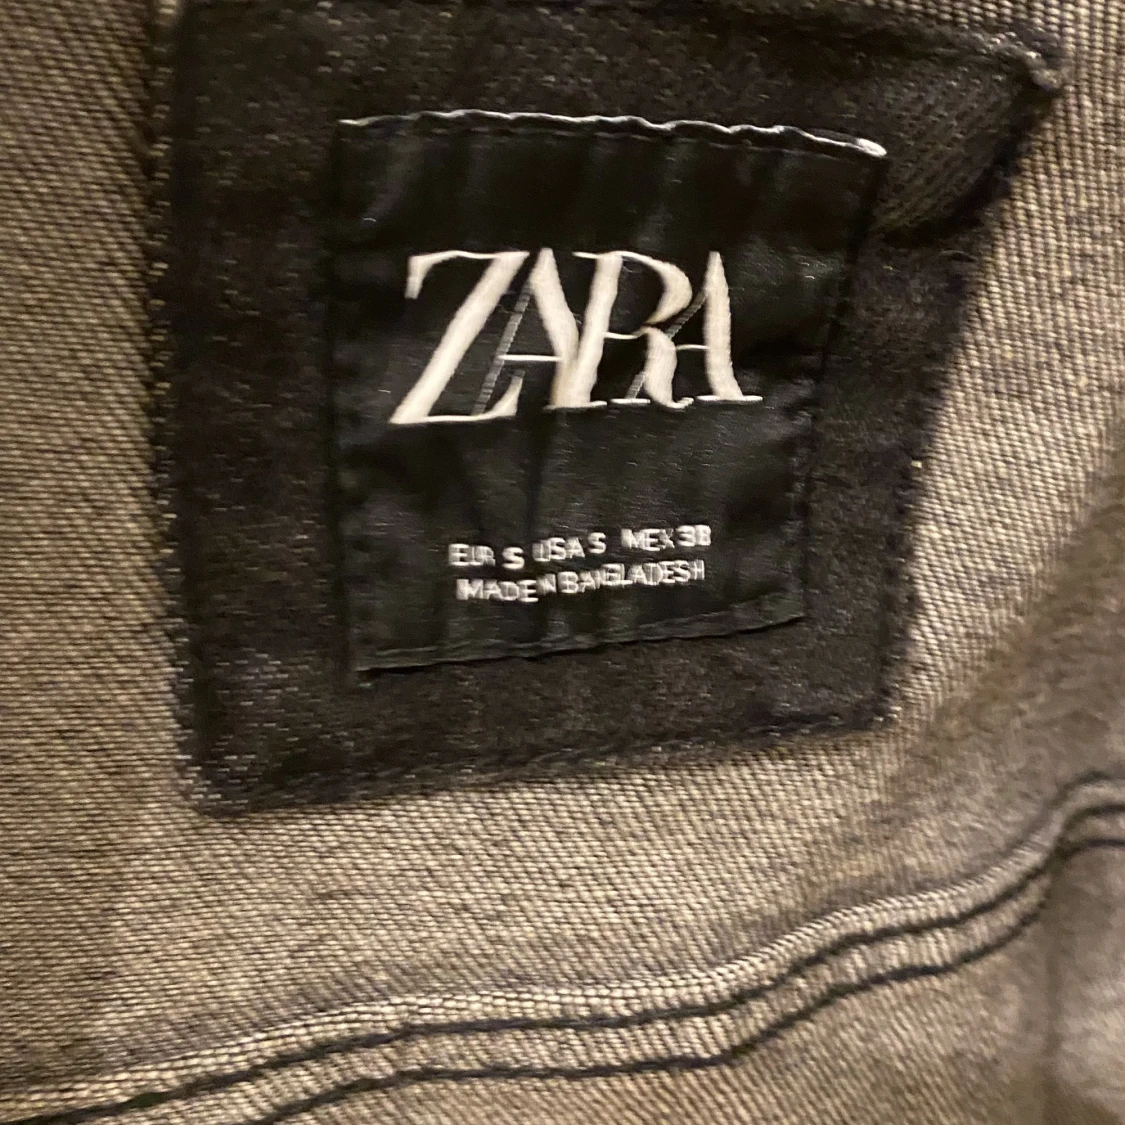 ZARA
EUR S USA S MEX 38
MADE IN BANGLADESH